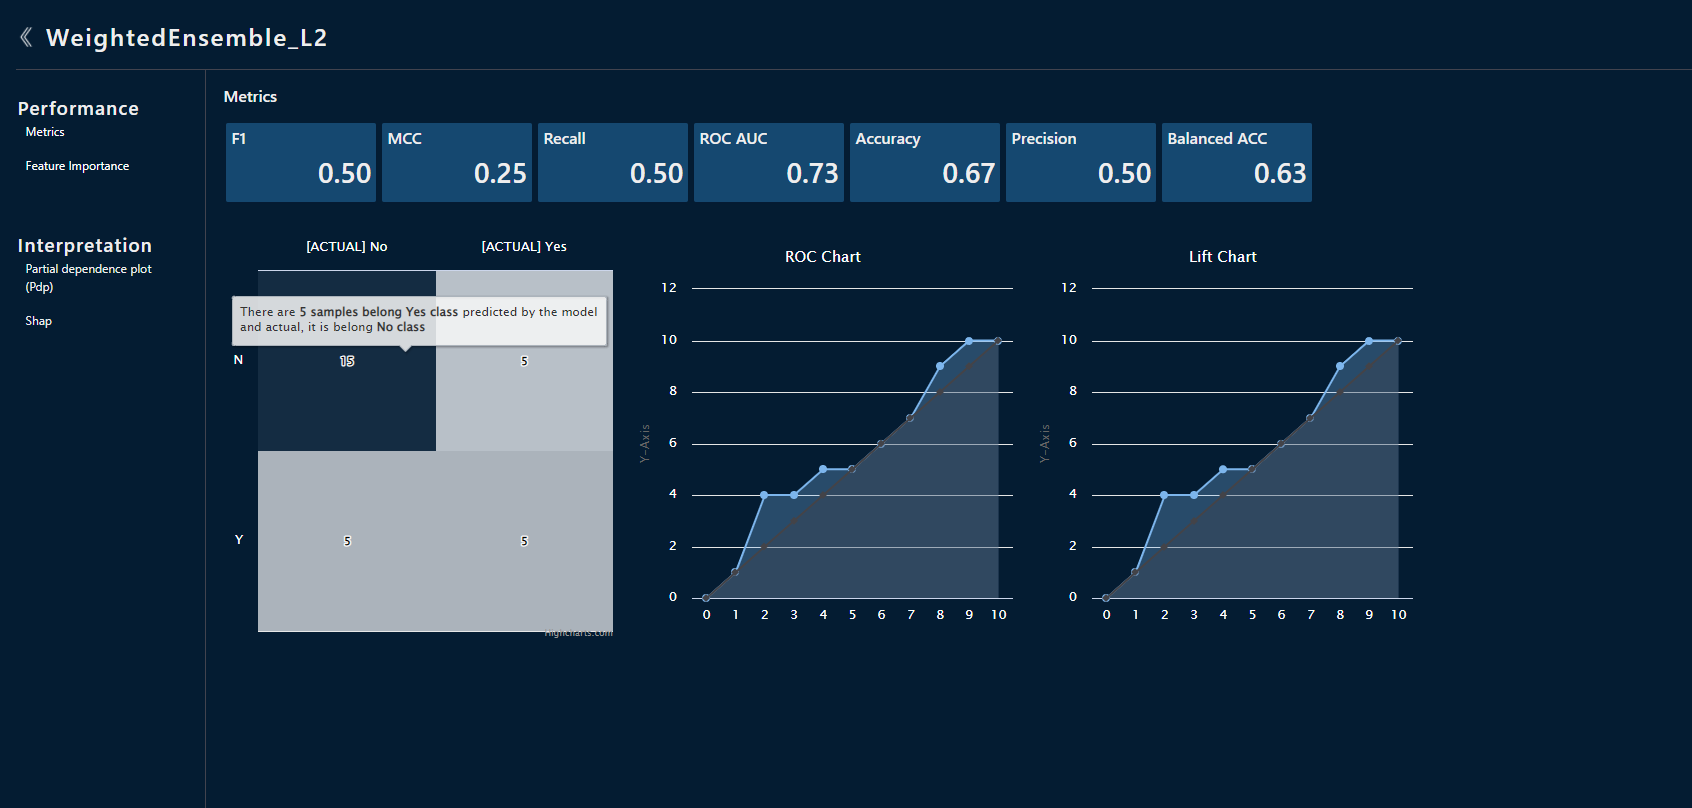 WeightedEnsemble_L2
Performance
Metrics
Feature Importance
Interpretation
Partial dependence plot
(Pdp)
Shap
Metrics
F1
0.50
MCC
0.25
Recall
0.50
ROC AUC
0.73
Accuracy
0.67
Precision
0.50
Balanced ACC
0.63
[ACTUAL] No
[ACTUAL] Yes
There are 5 samples belong Yes class predicted by the model
and actual, it is belong No class
N
15
5
Y
5
5
Highcharts.com
ROC Chart
Y-Axis
12
10
8
6
4
2
0
0 1 2 3 4 5 6 7 8 9 10
Lift Chart
Y-Axis
12
10
8
6
4
2
0
0 1 2 3 4 5 6 7 8 9 10